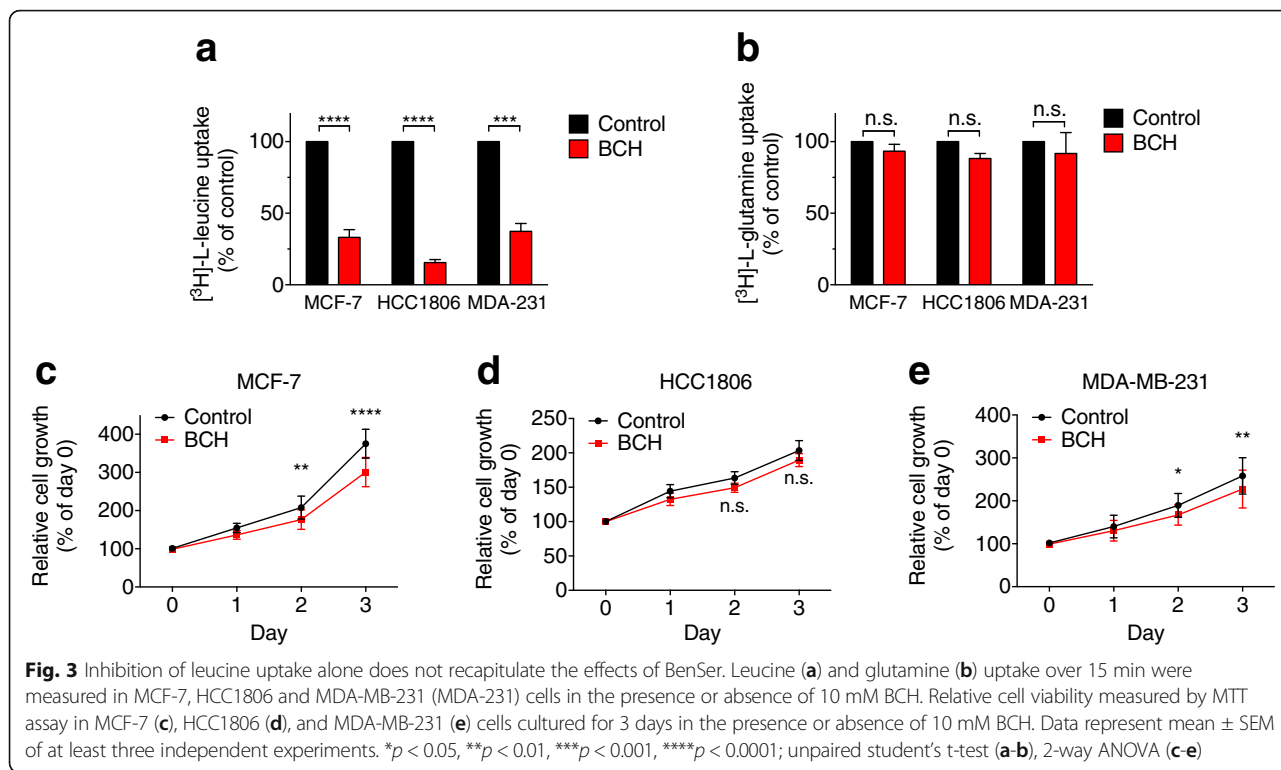 a
[³H]-L-leucine uptake
(% of control)
100
50
0
**** **** ***
Control
BCH
MCF-7 HCC1806 MDA-231
b
[³H]-L-glutamine uptake
(% of control)
100
50
0
n.s. n.s. n.s.
Control
BCH
MCF-7 HCC1806 MDA-231
c
MCF-7
Relative cell growth
(% of day 0)
400
300
200
100
0
Control
BCH
** ****
0 1 2 3
Day
d
HCC1806
Relative cell growth
(% of day 0)
250
200
150
100
50
0
Control
BCH
n.s. n.s.
0 1 2 3
Day
e
MDA-MB-231
Relative cell growth
(% of day 0)
400
300
200
100
0
Control
BCH
* **
0 1 2 3
Day
Fig. 3 Inhibition of leucine uptake alone does not recapitulate the effects of BenSer. Leucine (a) and glutamine (b) uptake over 15 min were
measured in MCF-7, HCC1806 and MDA-MB-231 (MDA-231) cells in the presence or absence of 10 mM BCH. Relative cell viability measured by MTT
assay in MCF-7 (c), HCC1806 (d), and MDA-MB-231 (e) cells cultured for 3 days in the presence or absence of 10 mM BCH. Data represent mean ± SEM
of at least three independent experiments. *p < 0.05, **p < 0.01, ***p < 0.001, ****p < 0.0001; unpaired student's t-test (a-b), 2-way ANOVA (c-e)